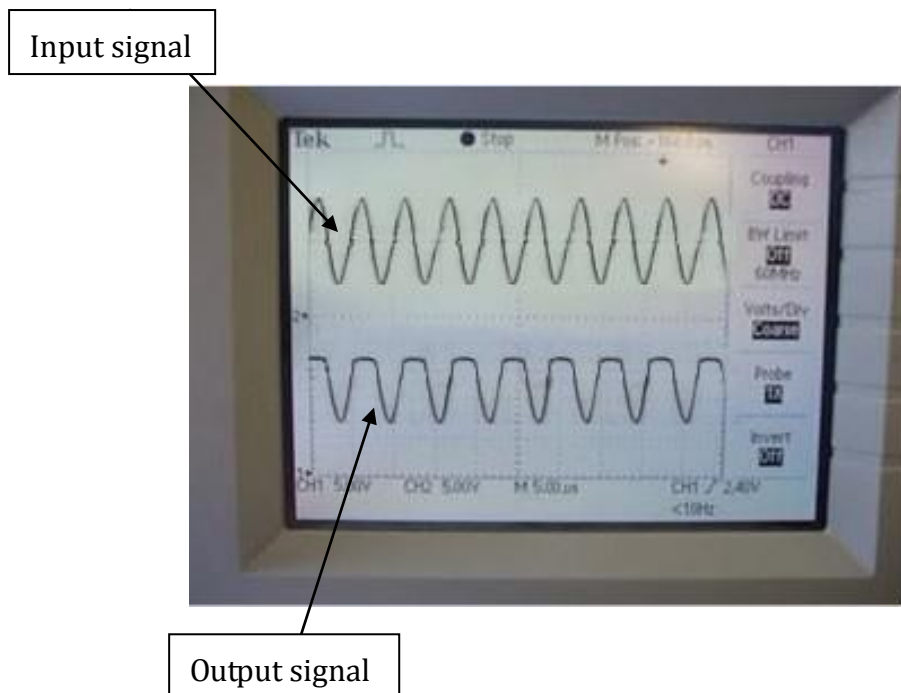 Input signal
Tek Stop M Pos:
CH1
Coupling
DC
BW Limit
Off
60MHz
2
Volts/Div
Coarse
Probe
1X
Invert
Off
CH1 5.00V CH2 5.00V M 5.00µs CH1 2.40V
<10Hz
Output signal